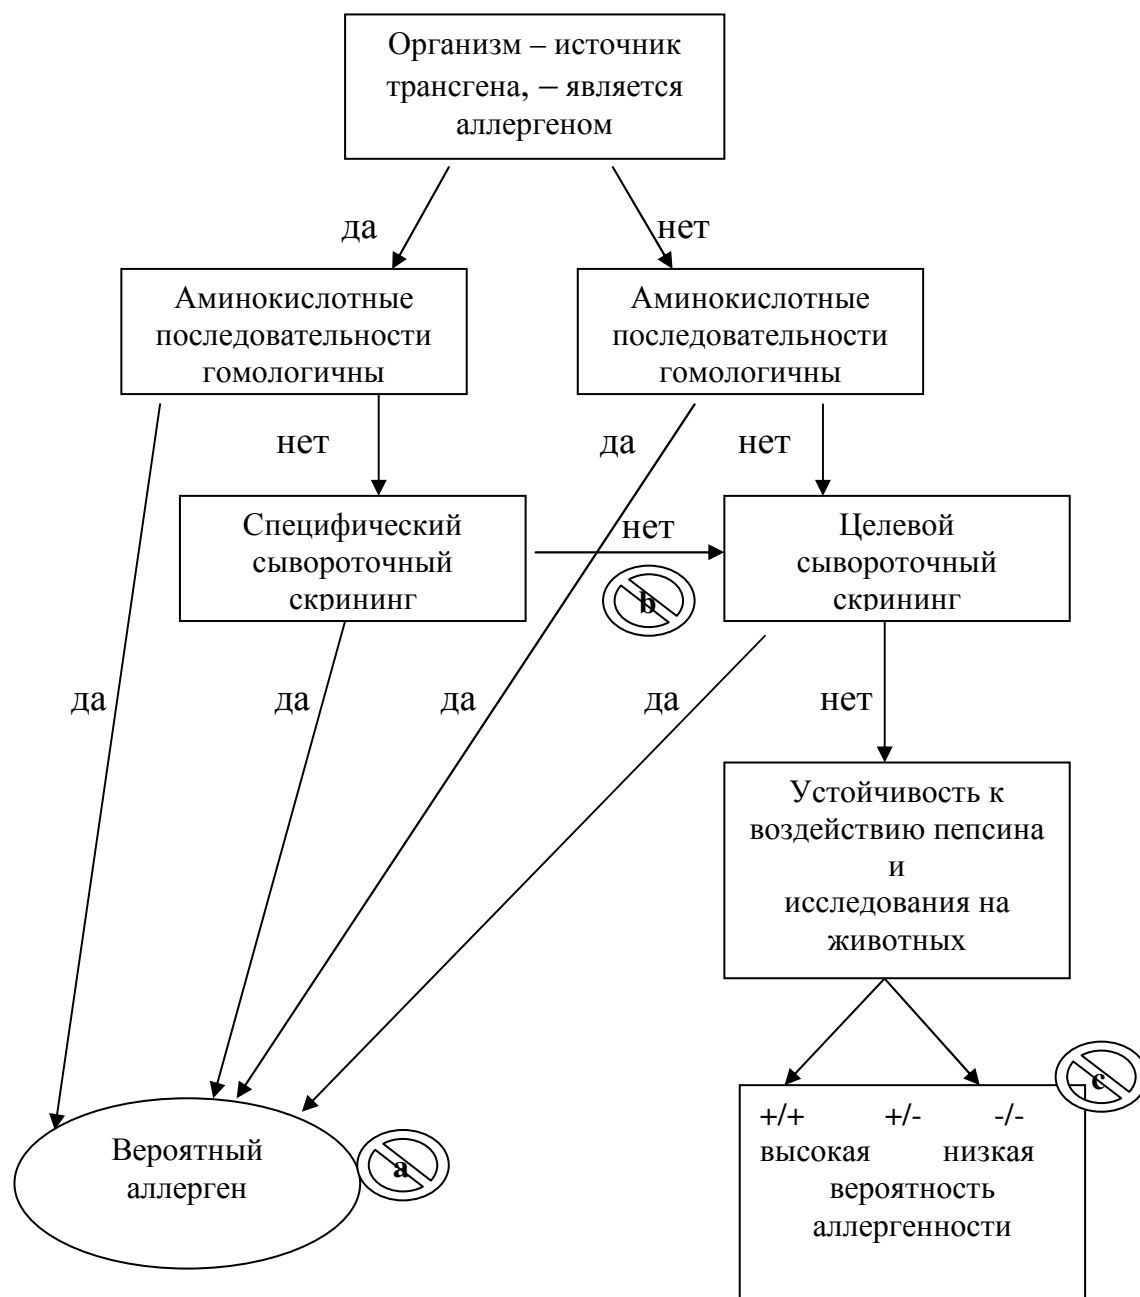 Организм – источник
трансгена, – является
аллергеном
да
нет
Аминокислотные
последовательности
гомологичны
Аминокислотные
последовательности
гомологичны
нет
да
нет
Специфический
сывороточный
скрининг
нет
b
Целевой
сывороточный
скрининг
да
да
да
да
нет
Устойчивость к
воздействию пепсина
и
исследования на
животных
c
+/+ +/- -/-
высокая низкая
вероятность
аллергенности
Вероятный
аллерген
a